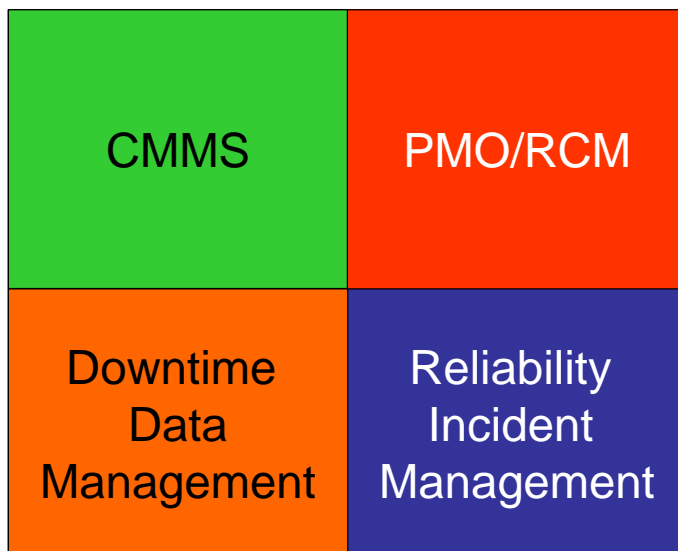 CMMS
PMO/RCM
Downtime
Data
Management
Reliability
Incident
Management